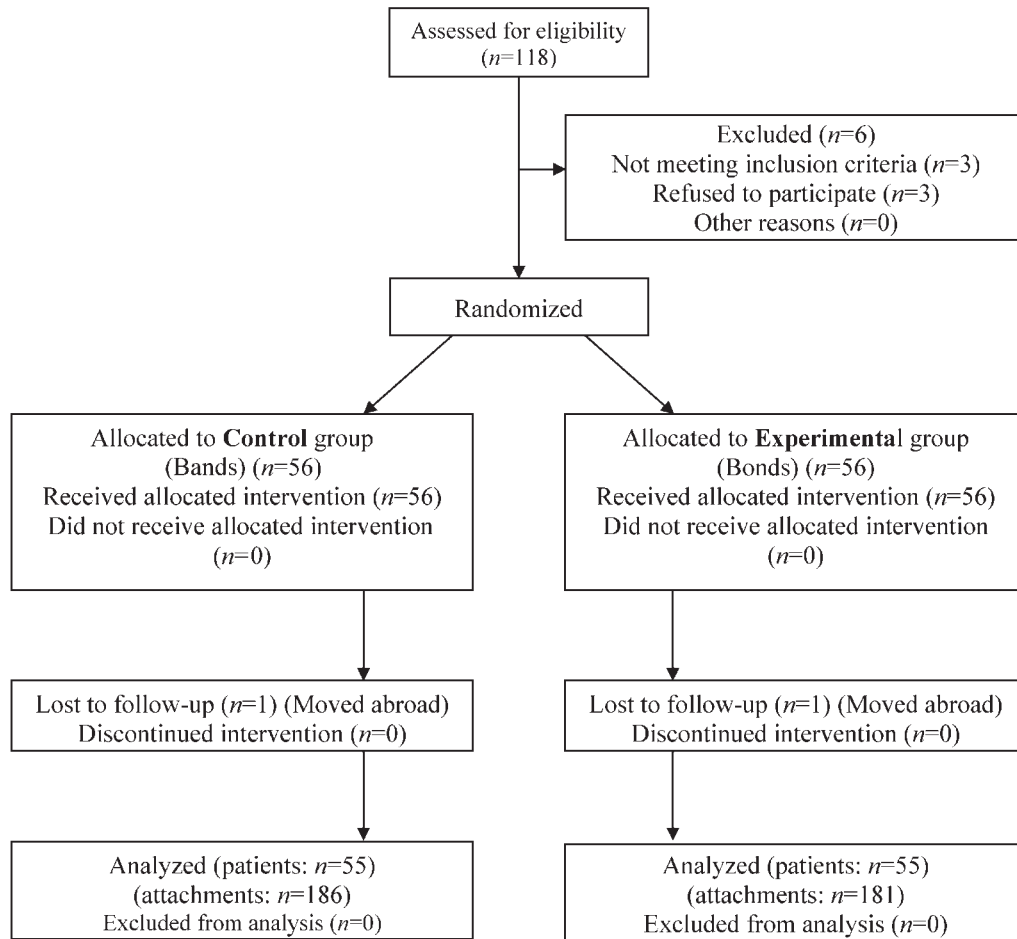 Assessed for eligibility
(n=118)
Excluded (n=6)
Not meeting inclusion criteria (n=3)
Refused to participate (n=3)
Other reasons (n=0)
Randomized
Allocated to Control group
(Bands) (n=56)
Received allocated intervention (n=56)
Did not receive allocated intervention
(n=0)
Allocated to Experimental group
(Bonds) (n=56)
Received allocated intervention (n=56)
Did not receive allocated intervention
(n=0)
Lost to follow-up (n=1) (Moved abroad)
Discontinued intervention (n=0)
Lost to follow-up (n=1) (Moved abroad)
Discontinued intervention (n=0)
Analyzed (patients: n=55)
(attachments: n=186)
Excluded from analysis (n=0)
Analyzed (patients: n=55)
(attachments: n=181)
Excluded from analysis (n=0)